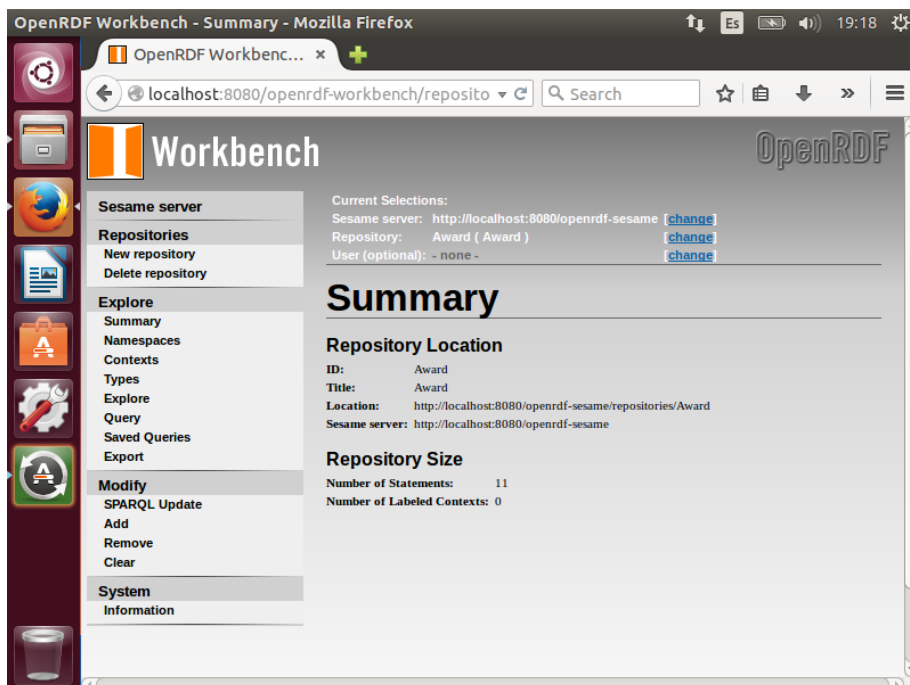 OpenRDF Workbench - Summary - Mozilla Firefox Es 19:18
OpenRDF Workbenc... ×
localhost:8080/openrdf-workbench/reposito Search
Workbench OpenRDF
Sesame server
Repositories
New repository
Delete repository
Explore
Summary
Namespaces
Contexts
Types
Explore
Query
Saved Queries
Export
Modify
SPARQL Update
Add
Remove
Clear
System
Information
Current Selections:
Sesame server: http://localhost:8080/openrdf-sesame [change]
Repository: Award ( Award ) [change]
User (optional): - none - [change]
Summary
Repository Location
ID: Award
Title: Award
Location: http://localhost:8080/openrdf-sesame/repositories/Award
Sesame server: http://localhost:8080/openrdf-sesame
Repository Size
Number of Statements: 11
Number of Labeled Contexts: 0